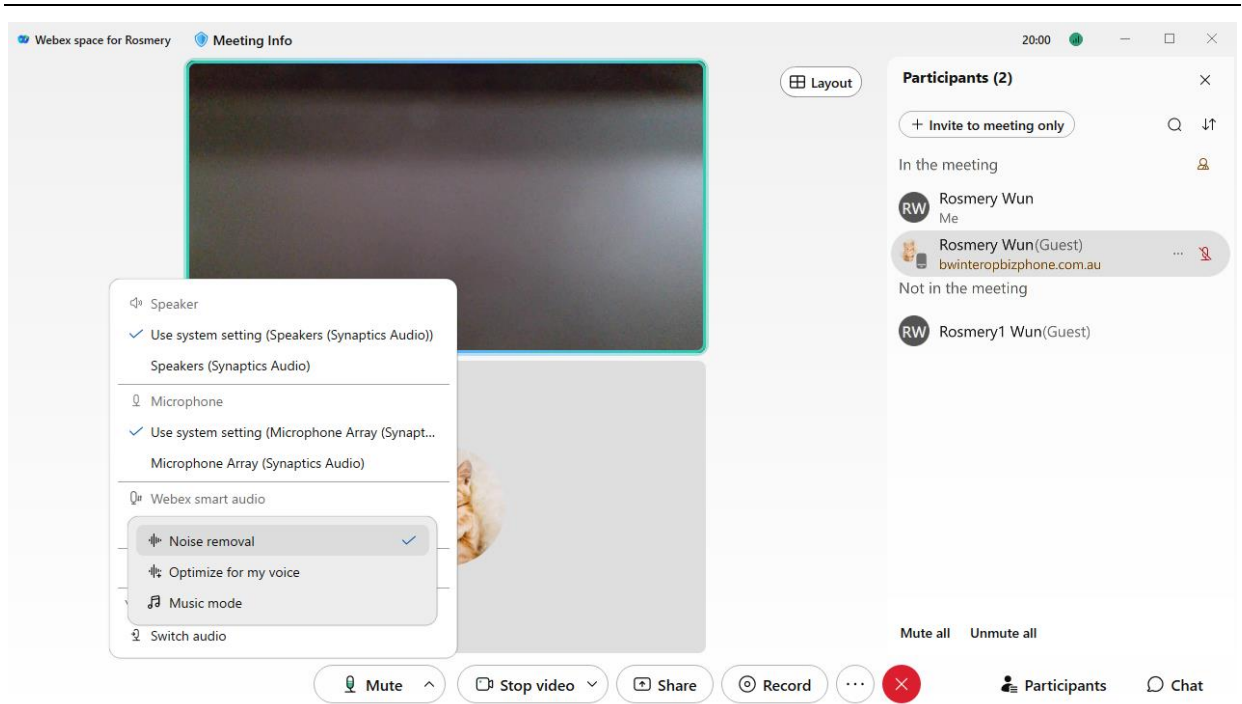 Webex space for Rosmery
Meeting Info
20:00
Layout
Participants (2)
Invite to meeting only
In the meeting
RW
Rosmery Wun
Me
Rosmery Wun(Guest)
bwinteropbizphone.com.au
Not in the meeting
RW
Rosmery1 Wun(Guest)
Speaker
Use system setting (Speakers (Synaptics Audio))
Speakers (Synaptics Audio)
Microphone
Use system setting (Microphone Array (Synapt...
Microphone Array (Synaptics Audio)
Webex smart audio
Noise removal
Optimize for my voice
Music mode
Switch audio
Mute all Unmute all
Mute
Stop video
Share
Record
Participants
Chat